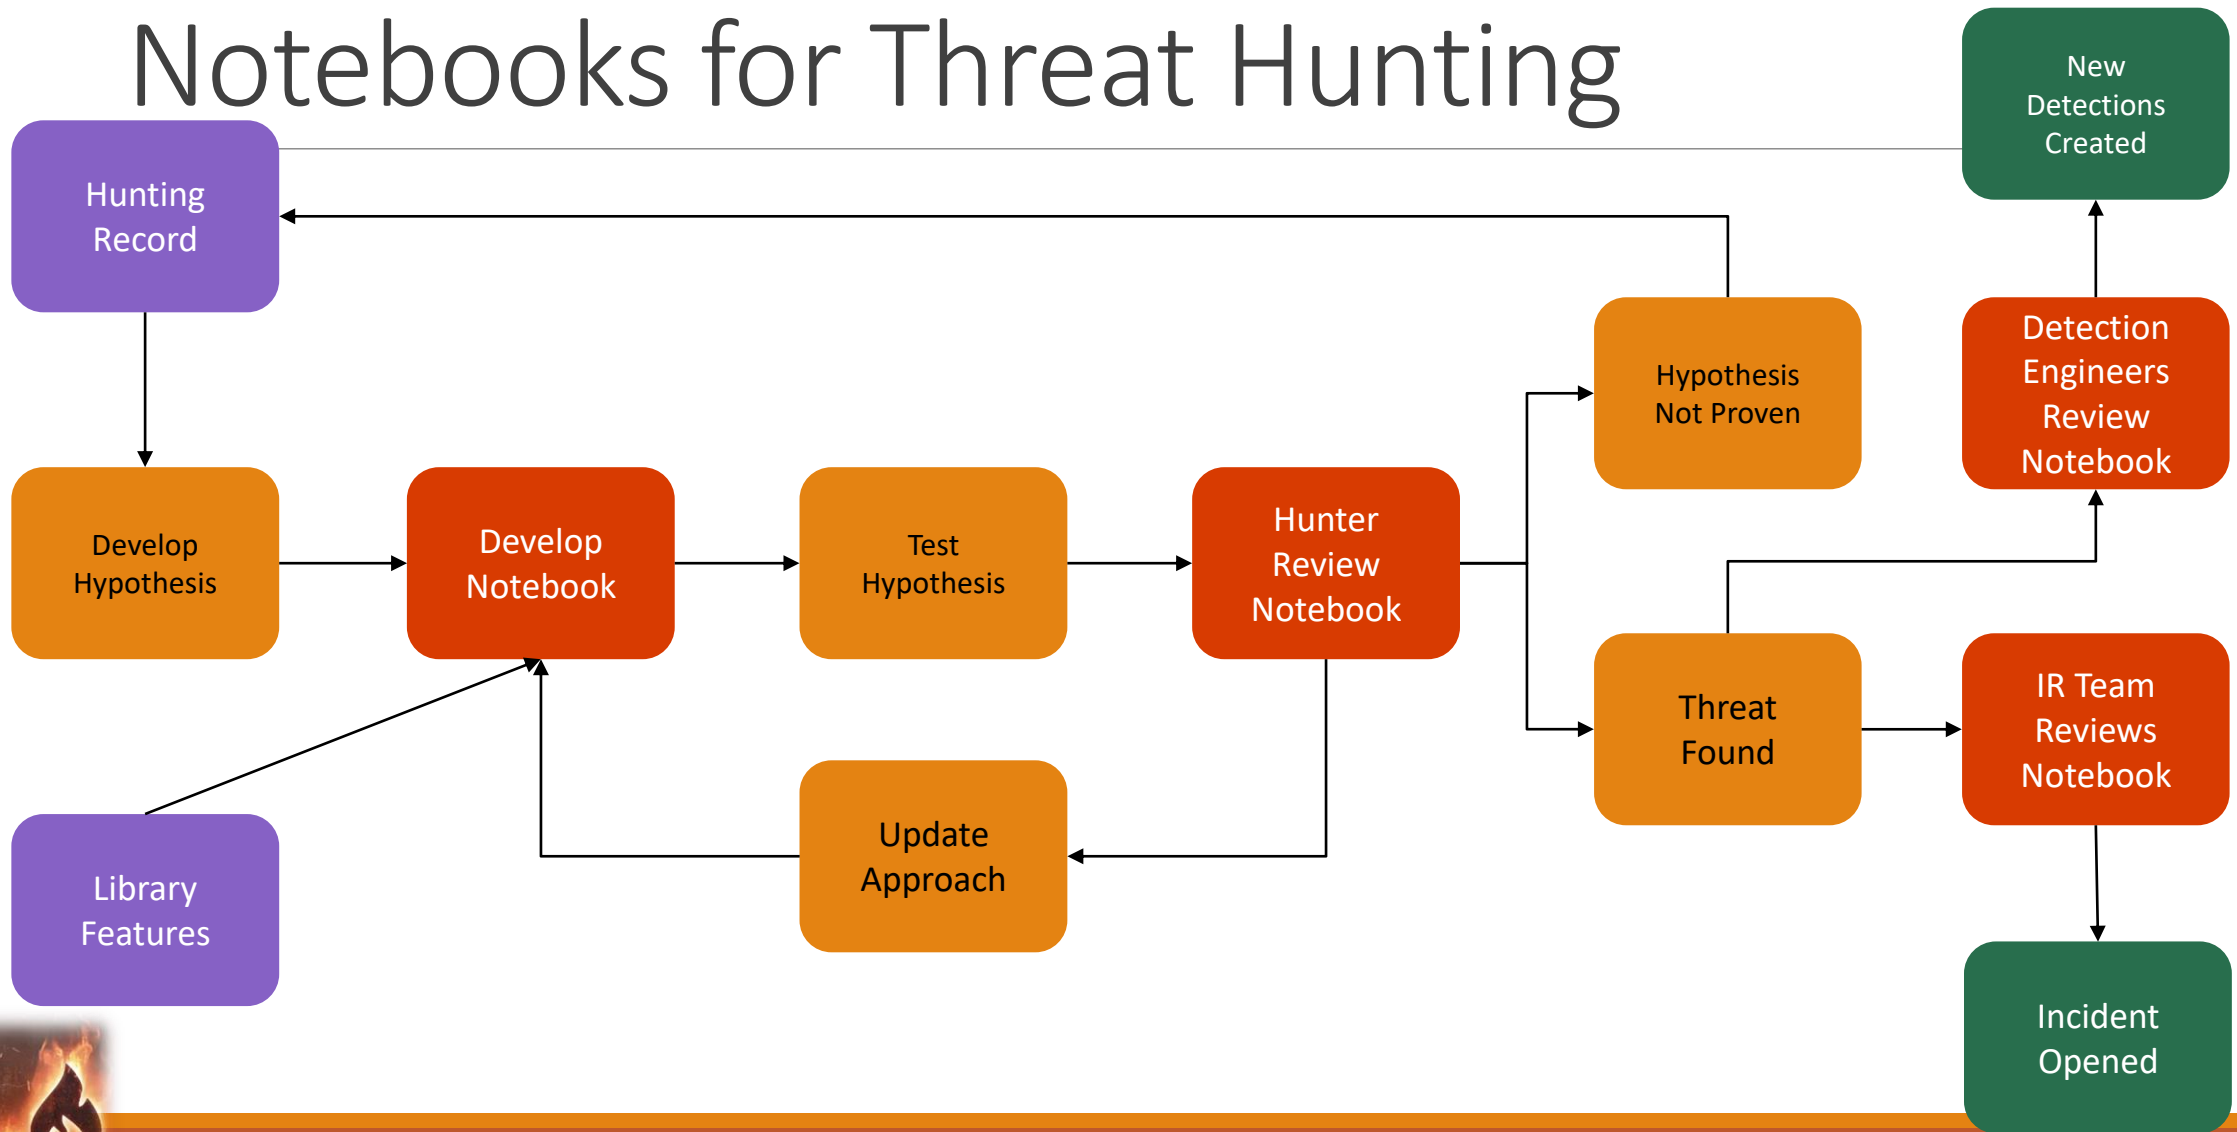 Notebooks for Threat Hunting
New
Detections
Created
Hunting
Record
Hypothesis
Not Proven
Detection
Engineers
Review
Notebook
Develop
Hypothesis
Develop
Notebook
Test
Hypothesis
Hunter
Review
Notebook
Threat
Found
IR Team
Reviews
Notebook
Update
Approach
Library
Features
Incident
Opened